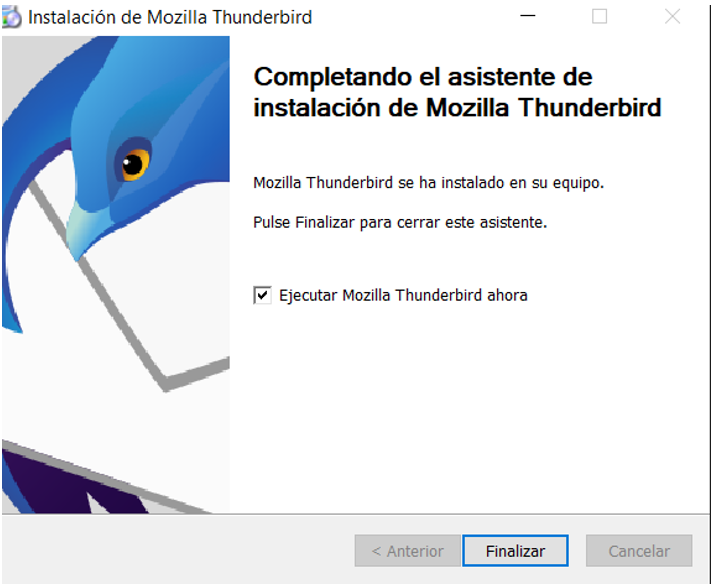 Instalación de Mozilla Thunderbird
Completando el asistente de
instalación de Mozilla Thunderbird
Mozilla Thunderbird se ha instalado en su equipo.
Pulse Finalizar para cerrar este asistente.
Ejecutar Mozilla Thunderbird ahora
< Anterior
Finalizar
Cancelar